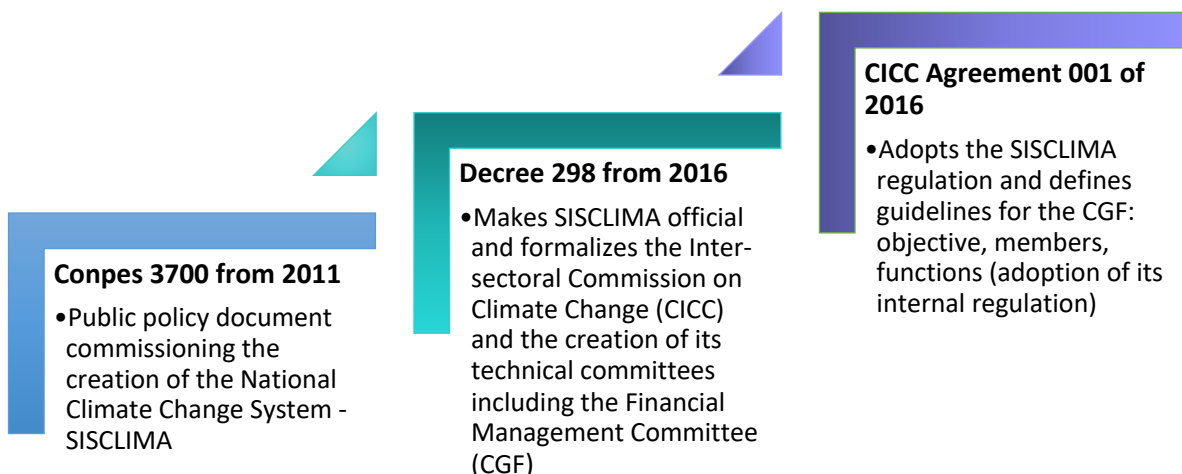 Conpes 3700 from 2011
•Public policy document
commissioning the
creation of the National
Climate Change System -
SISCLIMA
Decree 298 from 2016
•Makes SISCLIMA official
and formalizes the Inter-
sectoral Commission on
Climate Change (CICC)
and the creation of its
technical committees
including the Financial
Management Committee
(CGF)
CICC Agreement 001 of
2016
•Adopts the SISCLIMA
regulation and defines
guidelines for the CGF:
objective, members,
functions (adoption of its
internal regulation)